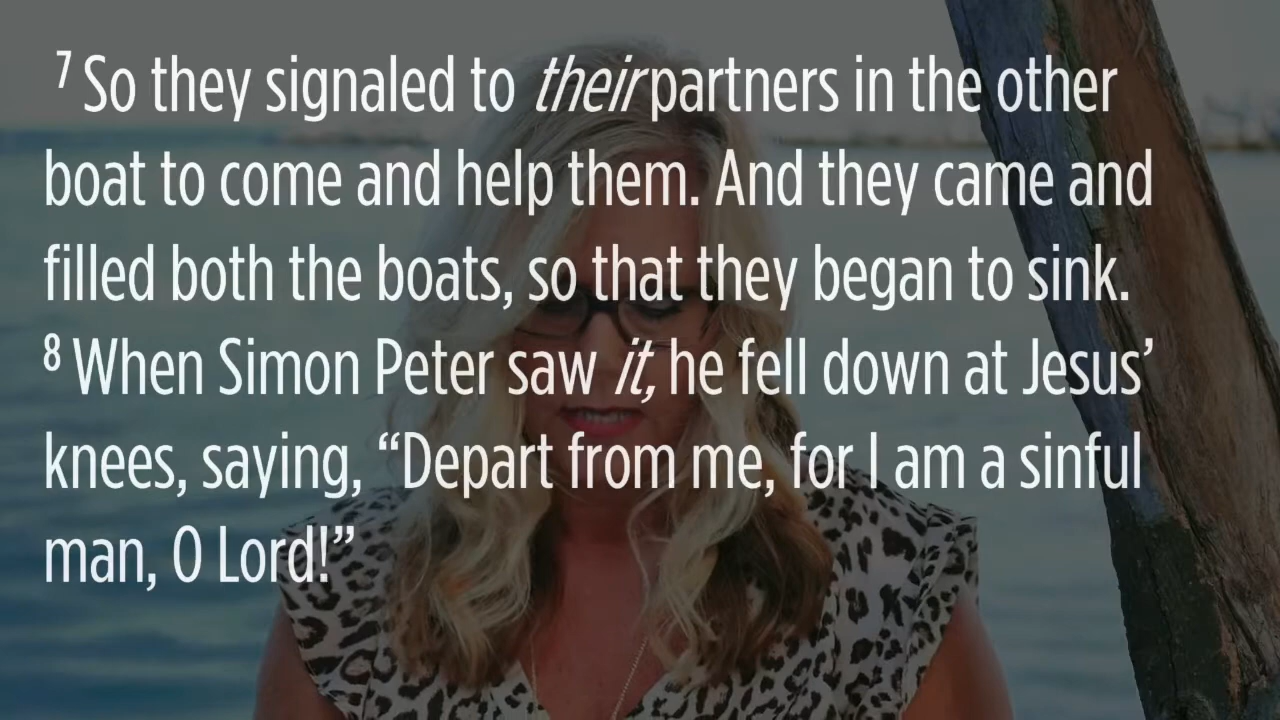 7 So they signaled to their partners in the other
boat to come and help them. And they came and
filled both the boats, so that they began to sink.
8 When Simon Peter saw it, he fell down at Jesus’
knees, saying, “Depart from me, for I am a sinful
man, O Lord!”